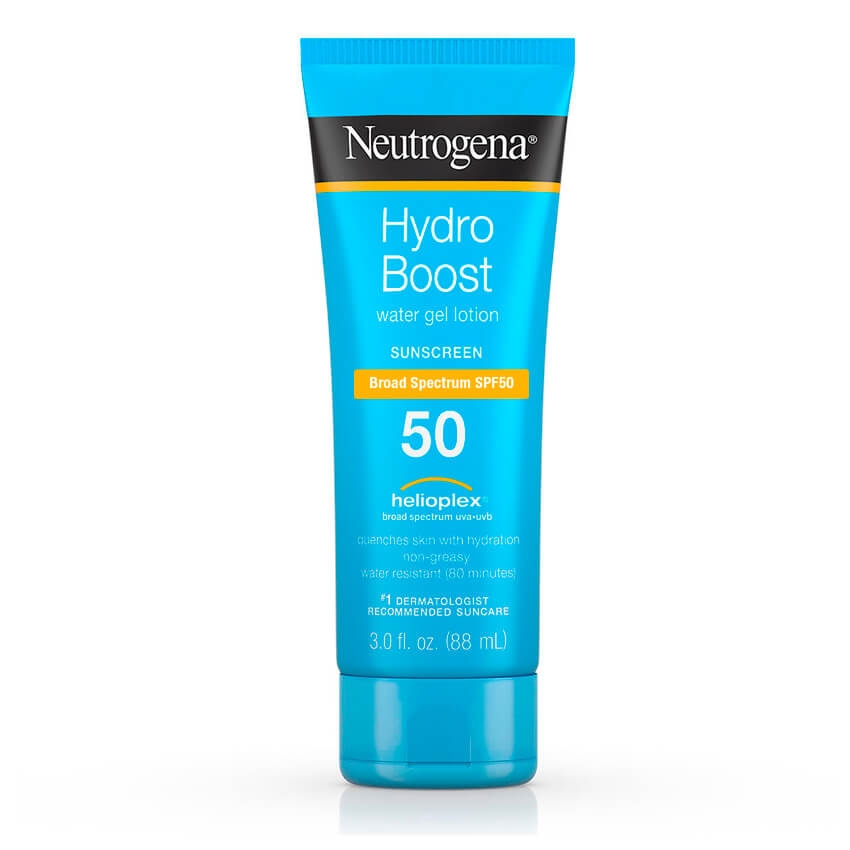 Neutrogena®
Hydro
Boost
water gel lotion
SUNSCREEN
Broad Spectrum SPF50
50
helioplex®
broad spectrum uva•uvb
quenches skin with hydration
non-greasy
water resistant (80 minutes)
#1 DERMATOLOGIST
RECOMMENDED SUNCARE
3.0 fl. oz. (88 mL)